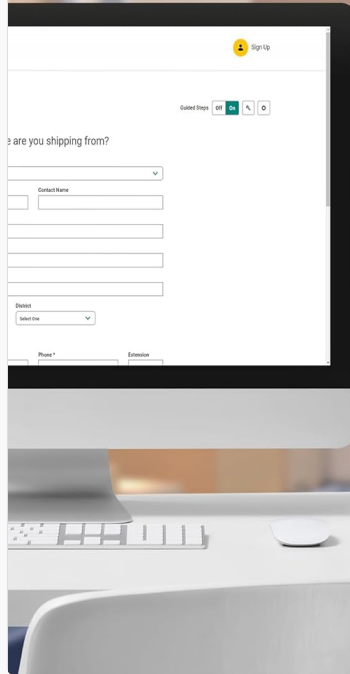 Sign Up
Guided Steps Off On
e are you shipping from?
Contact Name
District
Select One
Phone * Extension